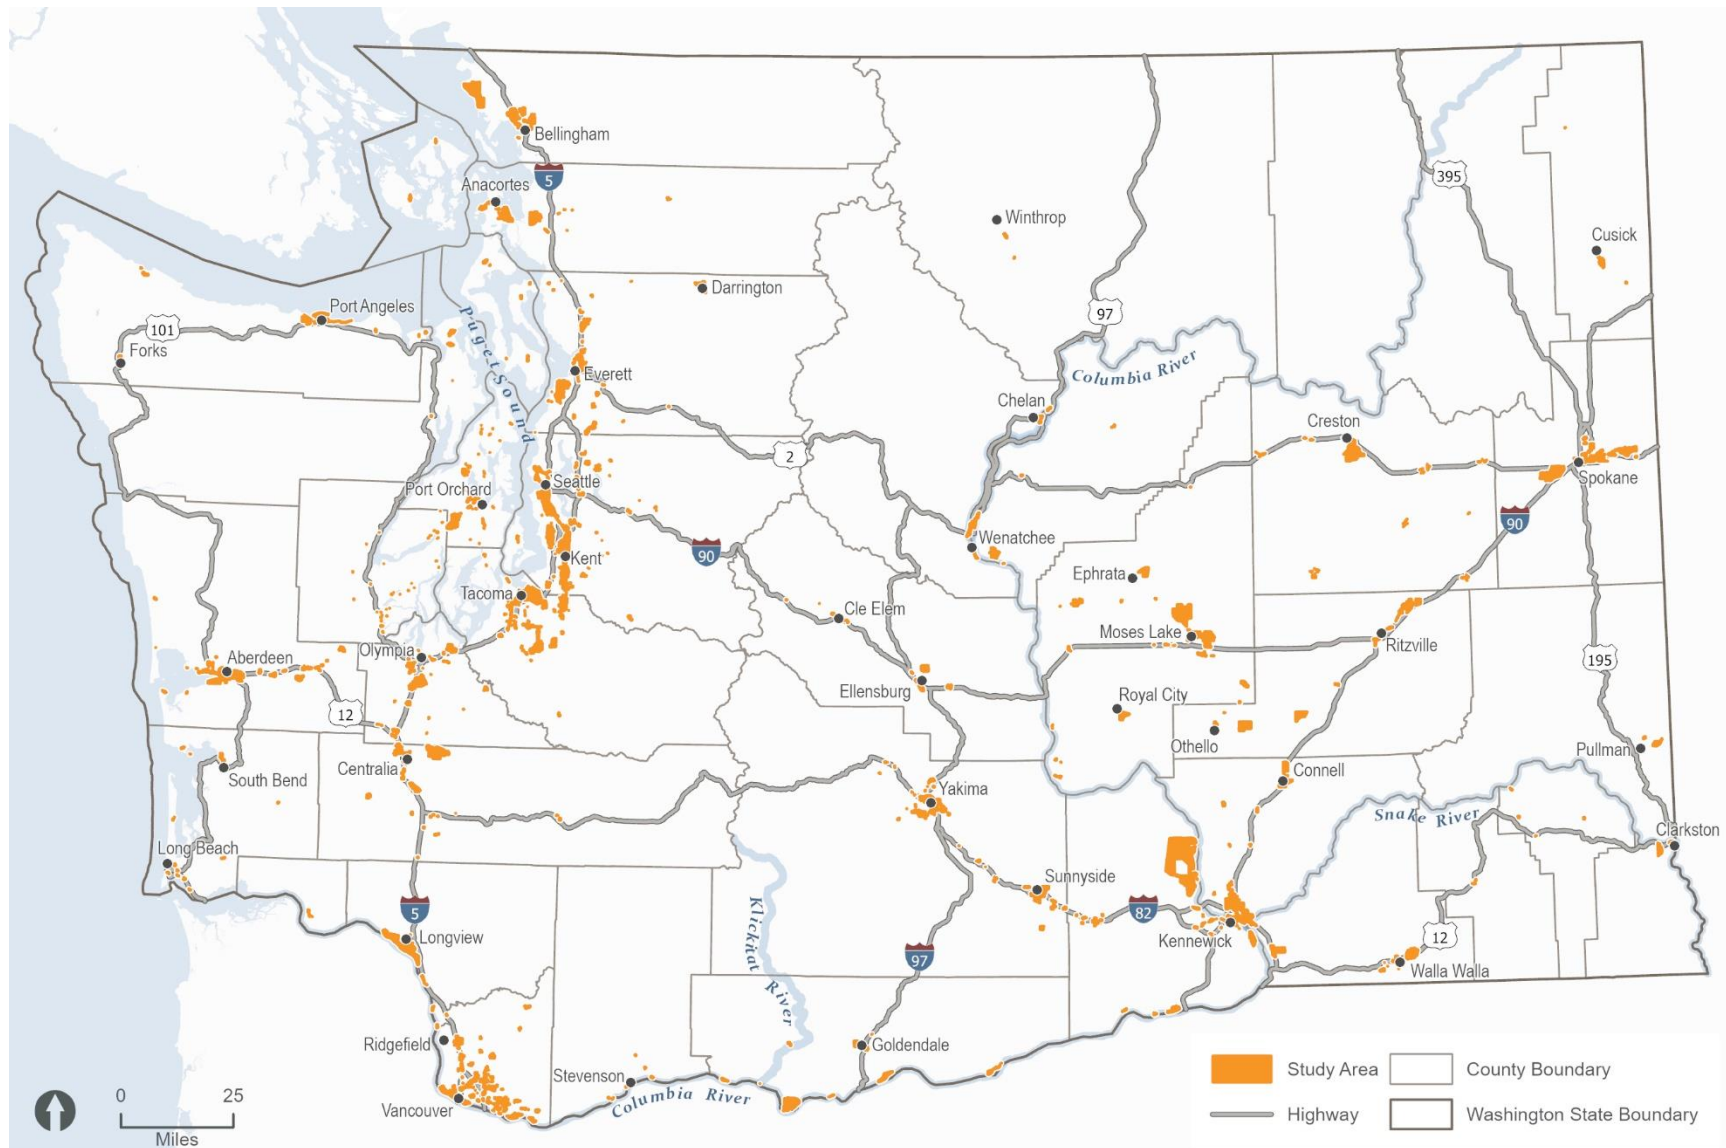 Bellingham
5
Anacortes
395
Winthrop
Cusick
Darrington
Port Angeles
101
97
Puget Sound
Forks
Everett
Columbia River
Chelan
Creston
2
Port Orchard
Seattle
Spokane
90
Wenatchee
90
Kent
Ephrata
Tacoma
Cle Elem
Moses Lake
Ritzville
Olympia
195
Aberdeen
Ellensburg
Royal City
12
Othello
Pullman
Centralia
South Bend
Connell
Yakima
Snake River
Clarkston
Long Beach
Sunnyside
5
82
Klickitat River
Longview
Kennewick
12
97
Walla Walla
Ridgefield
Goldendale
Stevenson
Columbia River
Vancouver
0 25
Miles
Study Area
County Boundary
Highway
Washington State Boundary